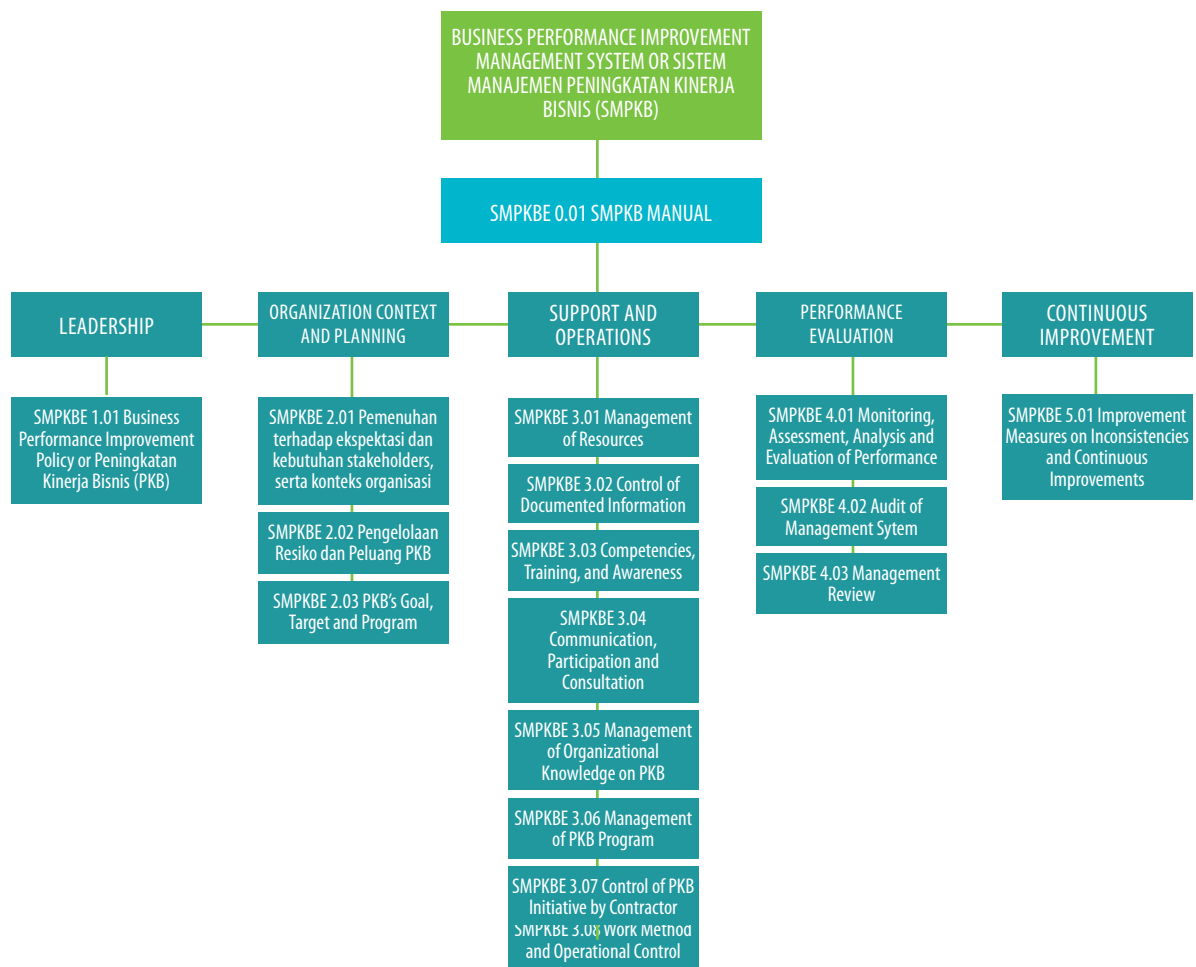 BUSINESS PERFORMANCE IMPROVEMENT
MANAGEMENT SYSTEM OR SISTEM
MANAJEMEN PENINGKATAN KINERJA
BISNIS (SMPKB)
SMPKBE 0.01 SMPKB MANUAL
LEADERSHIP
SMPKBE 1.01 Business
Performance Improvement
Policy or Peningkatan
Kinerja Bisnis (PKB)
ORGANIZATION CONTEXT
AND PLANNING
SMPKBE 2.01 Pemenuhan
terhadap ekspektasi dan
kebutuhan stakeholders,
serta konteks organisasi
SMPKBE 2.02 Pengelolaan
Resiko dan Peluang PKB
SMPKBE 2.03 PKB's Goal,
Target and Program
SUPPORT AND
OPERATIONS
SMPKBE 3.01 Management
of Resources
SMPKBE 3.02 Control of
Documented Information
SMPKBE 3.03 Competencies,
Training, and Awareness
SMPKBE 3.04
Communication,
Participation and
Consultation
SMPKBE 3.05 Management
of Organizational
Knowledge on PKB
SMPKBE 3.06 Management
of PKB Program
SMPKBE 3.07 Control of PKB
Initiative by Contractor
SMPKBE 3.08 Work Method
and Operational Control
PERFORMANCE
EVALUATION
SMPKBE 4.01 Monitoring,
Assessment, Analysis and
Evaluation of Performance
SMPKBE 4.02 Audit of
Management Sytem
SMPKBE 4.03 Management
Review
CONTINUOUS
IMPROVEMENT
SMPKBE 5.01 Improvement
Measures on Inconsistencies
and Continuous
Improvements